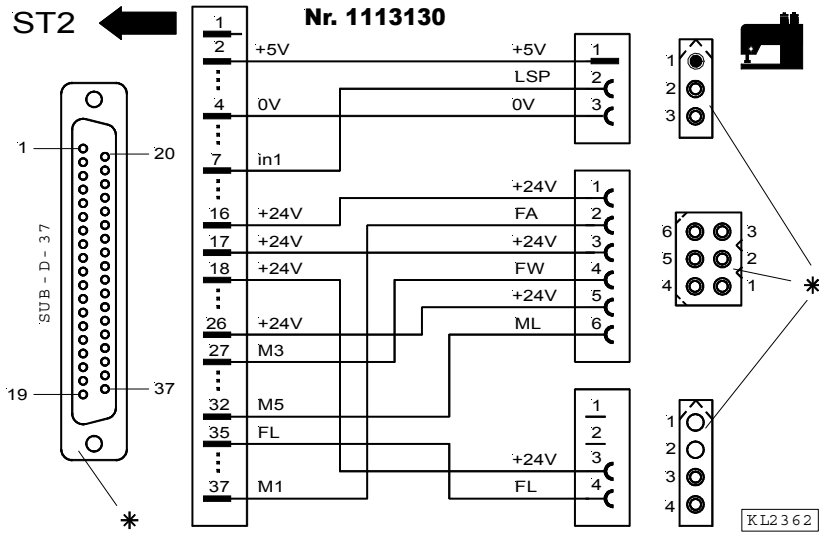 ST2
Nr. 1113130
1
2 +5V +5V 1
LSP 2
4 0V 0V 3
7 in1
+24V 1
16 +24V FA 2
17 +24V +24V 3
18 +24V FW 4
+24V 5
26 +24V ML 6
27 M3
32 M5 1
35 FL 2
+24V 3
37 M1 FL 4
1 20
19 37
SUB-D-37
1
2
3
6 3
5 2
4 1
1
2
3
4
KL2362